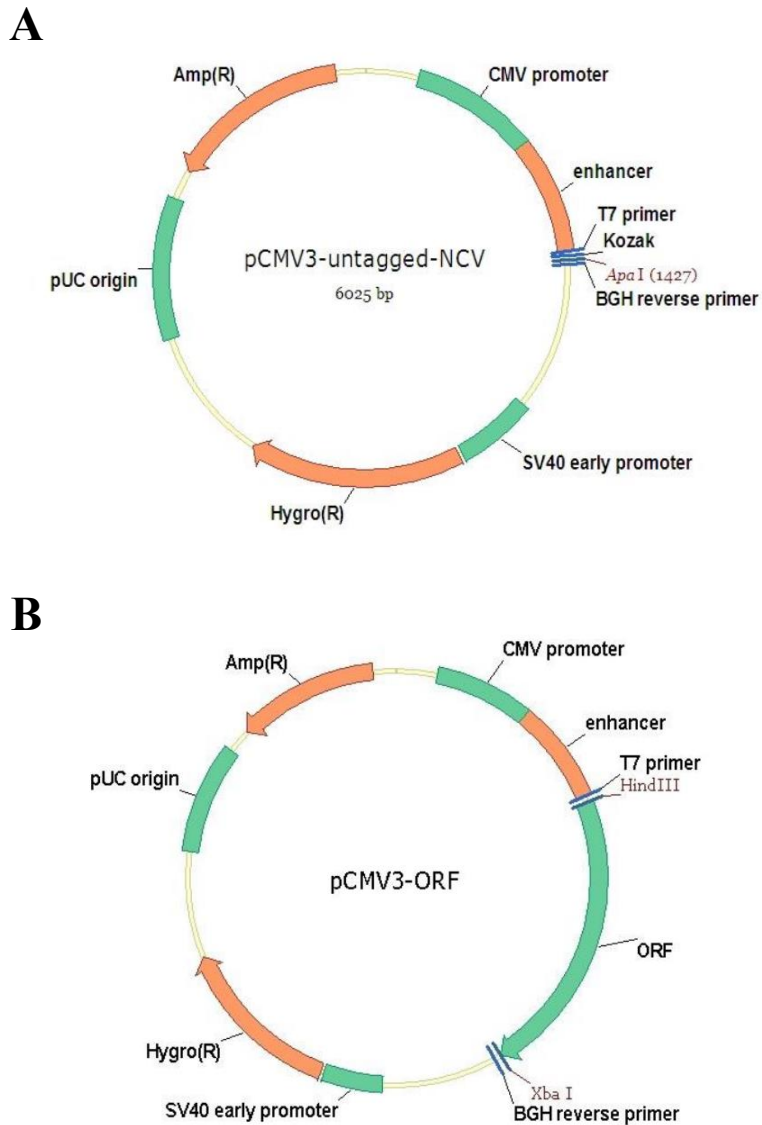 A
Amp(R)
CMV promoter
enhancer
T7 primer
Kozak
ApaI (1427)
BGH reverse primer
pCMV3-untagged-NCV
6025 bp
pUC origin
SV40 early promoter
Hygro(R)
B
Amp(R)
CMV promoter
enhancer
T7 primer
HindIII
pUC origin
pCMV3-ORF
ORF
Hygro(R)
Xba I
SV40 early promoter
BGH reverse primer